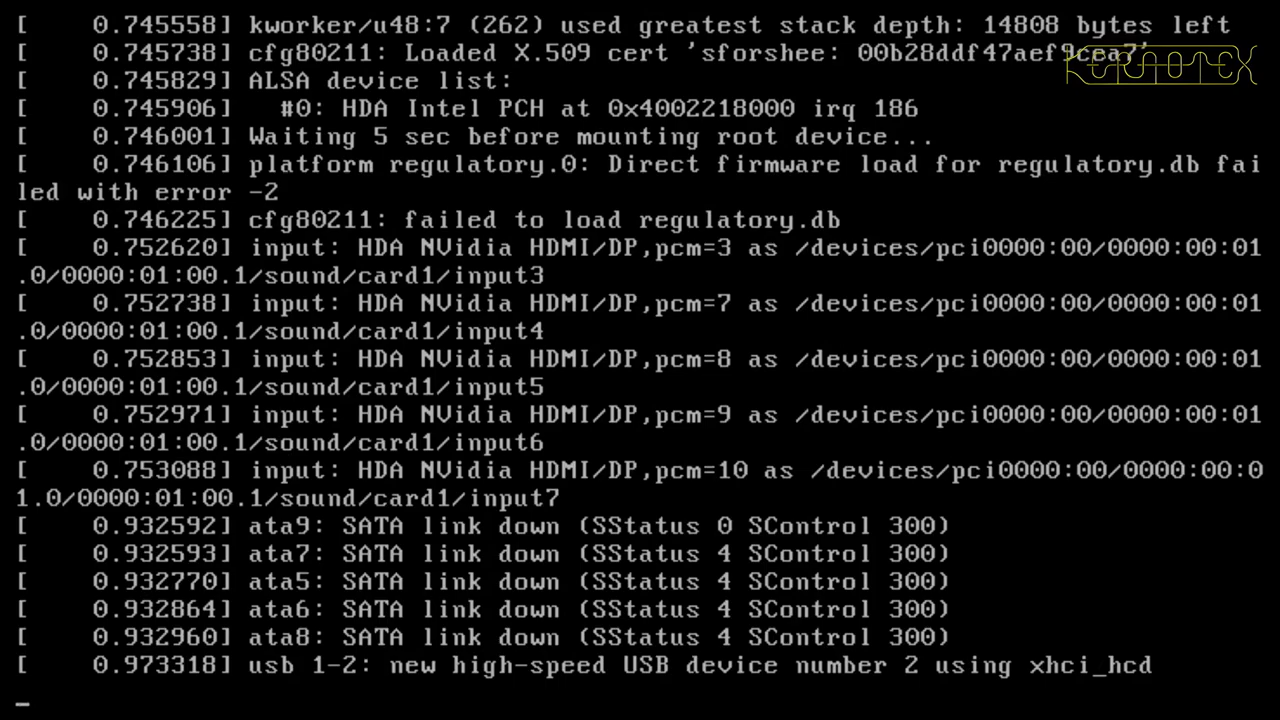 [    0.745558] kworker/u48:7 (262) used greatest stack depth: 14808 bytes left
[    0.745738] cfg80211: Loaded X.509 cert 'sforshee: 00b28ddf47aef9cea7'
[    0.745829] ALSA device list:
[    0.745906]   #0: HDA Intel PCH at 0x4002218000 irq 186
[    0.746001] Waiting 5 sec before mounting root device...
[    0.746106] platform regulatory.0: Direct firmware load for regulatory.db fai
led with error -2
[    0.746225] cfg80211: failed to load regulatory.db
[    0.752620] input: HDA NVidia HDMI/DP,pcm=3 as /devices/pci0000:00/0000:00:01
.0/0000:01:00.1/sound/card1/input3
[    0.752738] input: HDA NVidia HDMI/DP,pcm=7 as /devices/pci0000:00/0000:00:01
.0/0000:01:00.1/sound/card1/input4
[    0.752853] input: HDA NVidia HDMI/DP,pcm=8 as /devices/pci0000:00/0000:00:01
.0/0000:01:00.1/sound/card1/input5
[    0.752971] input: HDA NVidia HDMI/DP,pcm=9 as /devices/pci0000:00/0000:00:01
.0/0000:01:00.1/sound/card1/input6
[    0.753088] input: HDA NVidia HDMI/DP,pcm=10 as /devices/pci0000:00/0000:00:0
1.0/0000:01:00.1/sound/card1/input7
[    0.932592] ata9: SATA link down (SStatus 0 SControl 300)
[    0.932593] ata7: SATA link down (SStatus 4 SControl 300)
[    0.932770] ata5: SATA link down (SStatus 4 SControl 300)
[    0.932864] ata6: SATA link down (SStatus 4 SControl 300)
[    0.932960] ata8: SATA link down (SStatus 4 SControl 300)
[    0.973318] usb 1-2: new high-speed USB device number 2 using xhci_hcd
_